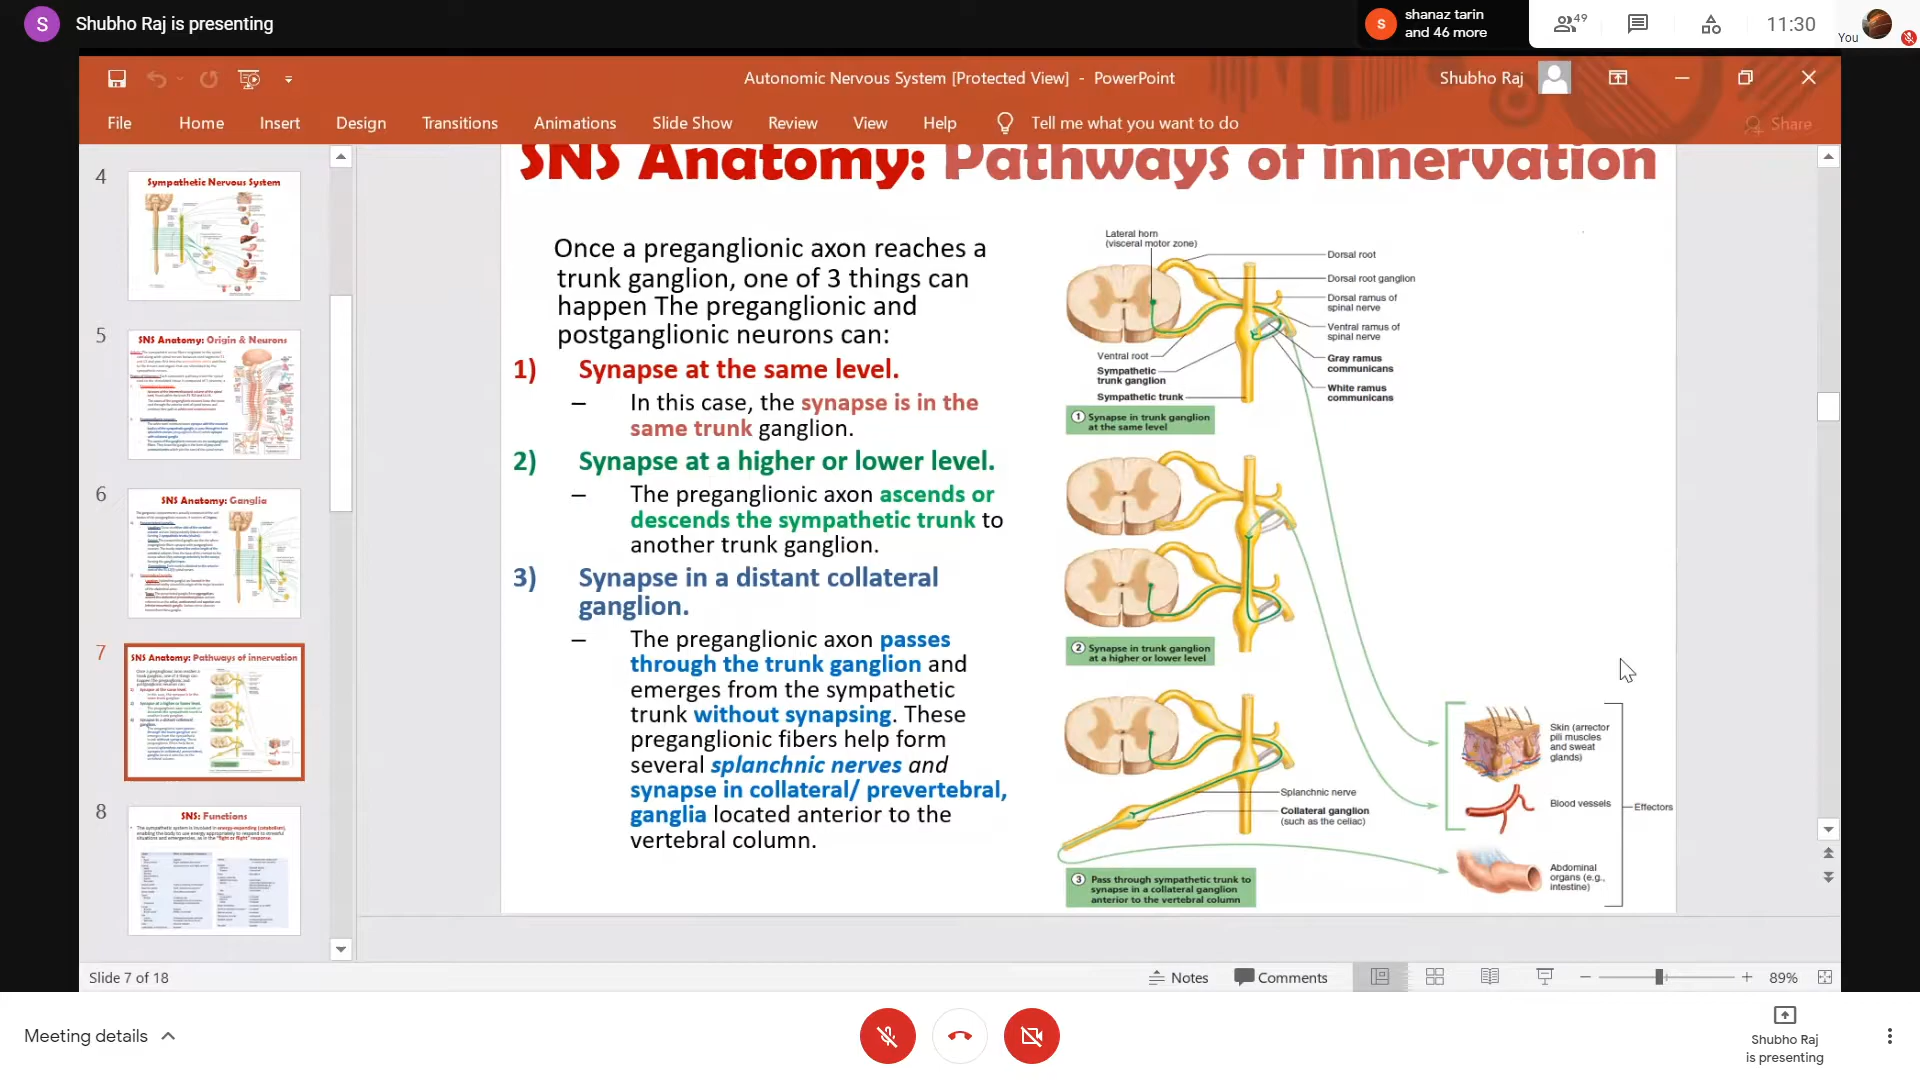 S Shubho Raj is presenting
S shanaz tarin
and 46 more
49
11:30
You
Autonomic Nervous System [Protected View] - PowerPoint
Shubho Raj
File Home Insert Design Transitions Animations Slide Show Review View Help Tell me what you want to do
Share
4
Sympathetic Nervous System
5
SNS Anatomy: Origin & Neurons
6
SNS Anatomy: Ganglia
7
SNS Anatomy: Pathways of innervation
8
SNS: Functions
SNS Anatomy: Pathways of innervation
Once a preganglionic axon reaches a
trunk ganglion, one of 3 things can
happen The preganglionic and
postganglionic neurons can:
1) Synapse at the same level.
– In this case, the synapse is in the
same trunk ganglion.
2) Synapse at a higher or lower level.
– The preganglionic axon ascends or
descends the sympathetic trunk to
another trunk ganglion.
3) Synapse in a distant collateral
ganglion.
– The preganglionic axon passes
through the trunk ganglion and
emerges from the sympathetic
trunk without synapsing. These
preganglionic fibers help form
several splanchnic nerves and
synapse in collateral/ prevertebral,
ganglia located anterior to the
vertebral column.
Lateral horn
(visceral motor zone)
Dorsal root
Dorsal root ganglion
Dorsal ramus of
spinal nerve
Ventral ramus of
spinal nerve
Gray ramus
communicans
White ramus
communicans
Ventral root
Sympathetic
trunk ganglion
Sympathetic trunk
1 Synapse in trunk ganglion
at the same level
2 Synapse in trunk ganglion
at a higher or lower level
Splanchnic nerve
Collateral ganglion
(such as the celiac)
3 Pass through sympathetic trunk to
synapse in a collateral ganglion
anterior to the vertebral column
Skin (arrector
pili muscles
and sweat
glands)
Blood vessels
Effectors
Abdominal
organs (e.g.,
intestine)
Slide 7 of 18
Notes Comments
89%
Meeting details
Shubho Raj
is presenting